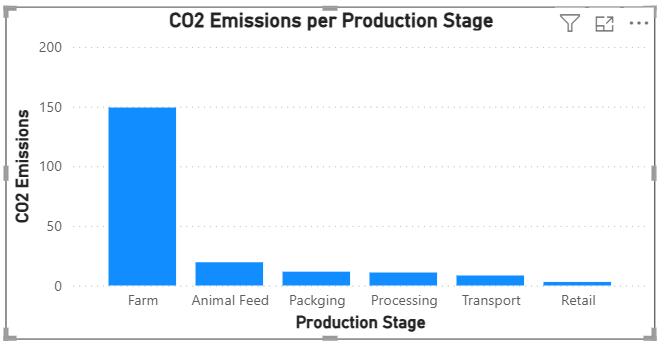 CO2 Emissions per Production Stage
200
150
100
50
0
CO2 Emissions
Farm Animal Feed Packging Processing Transport Retail
Production Stage